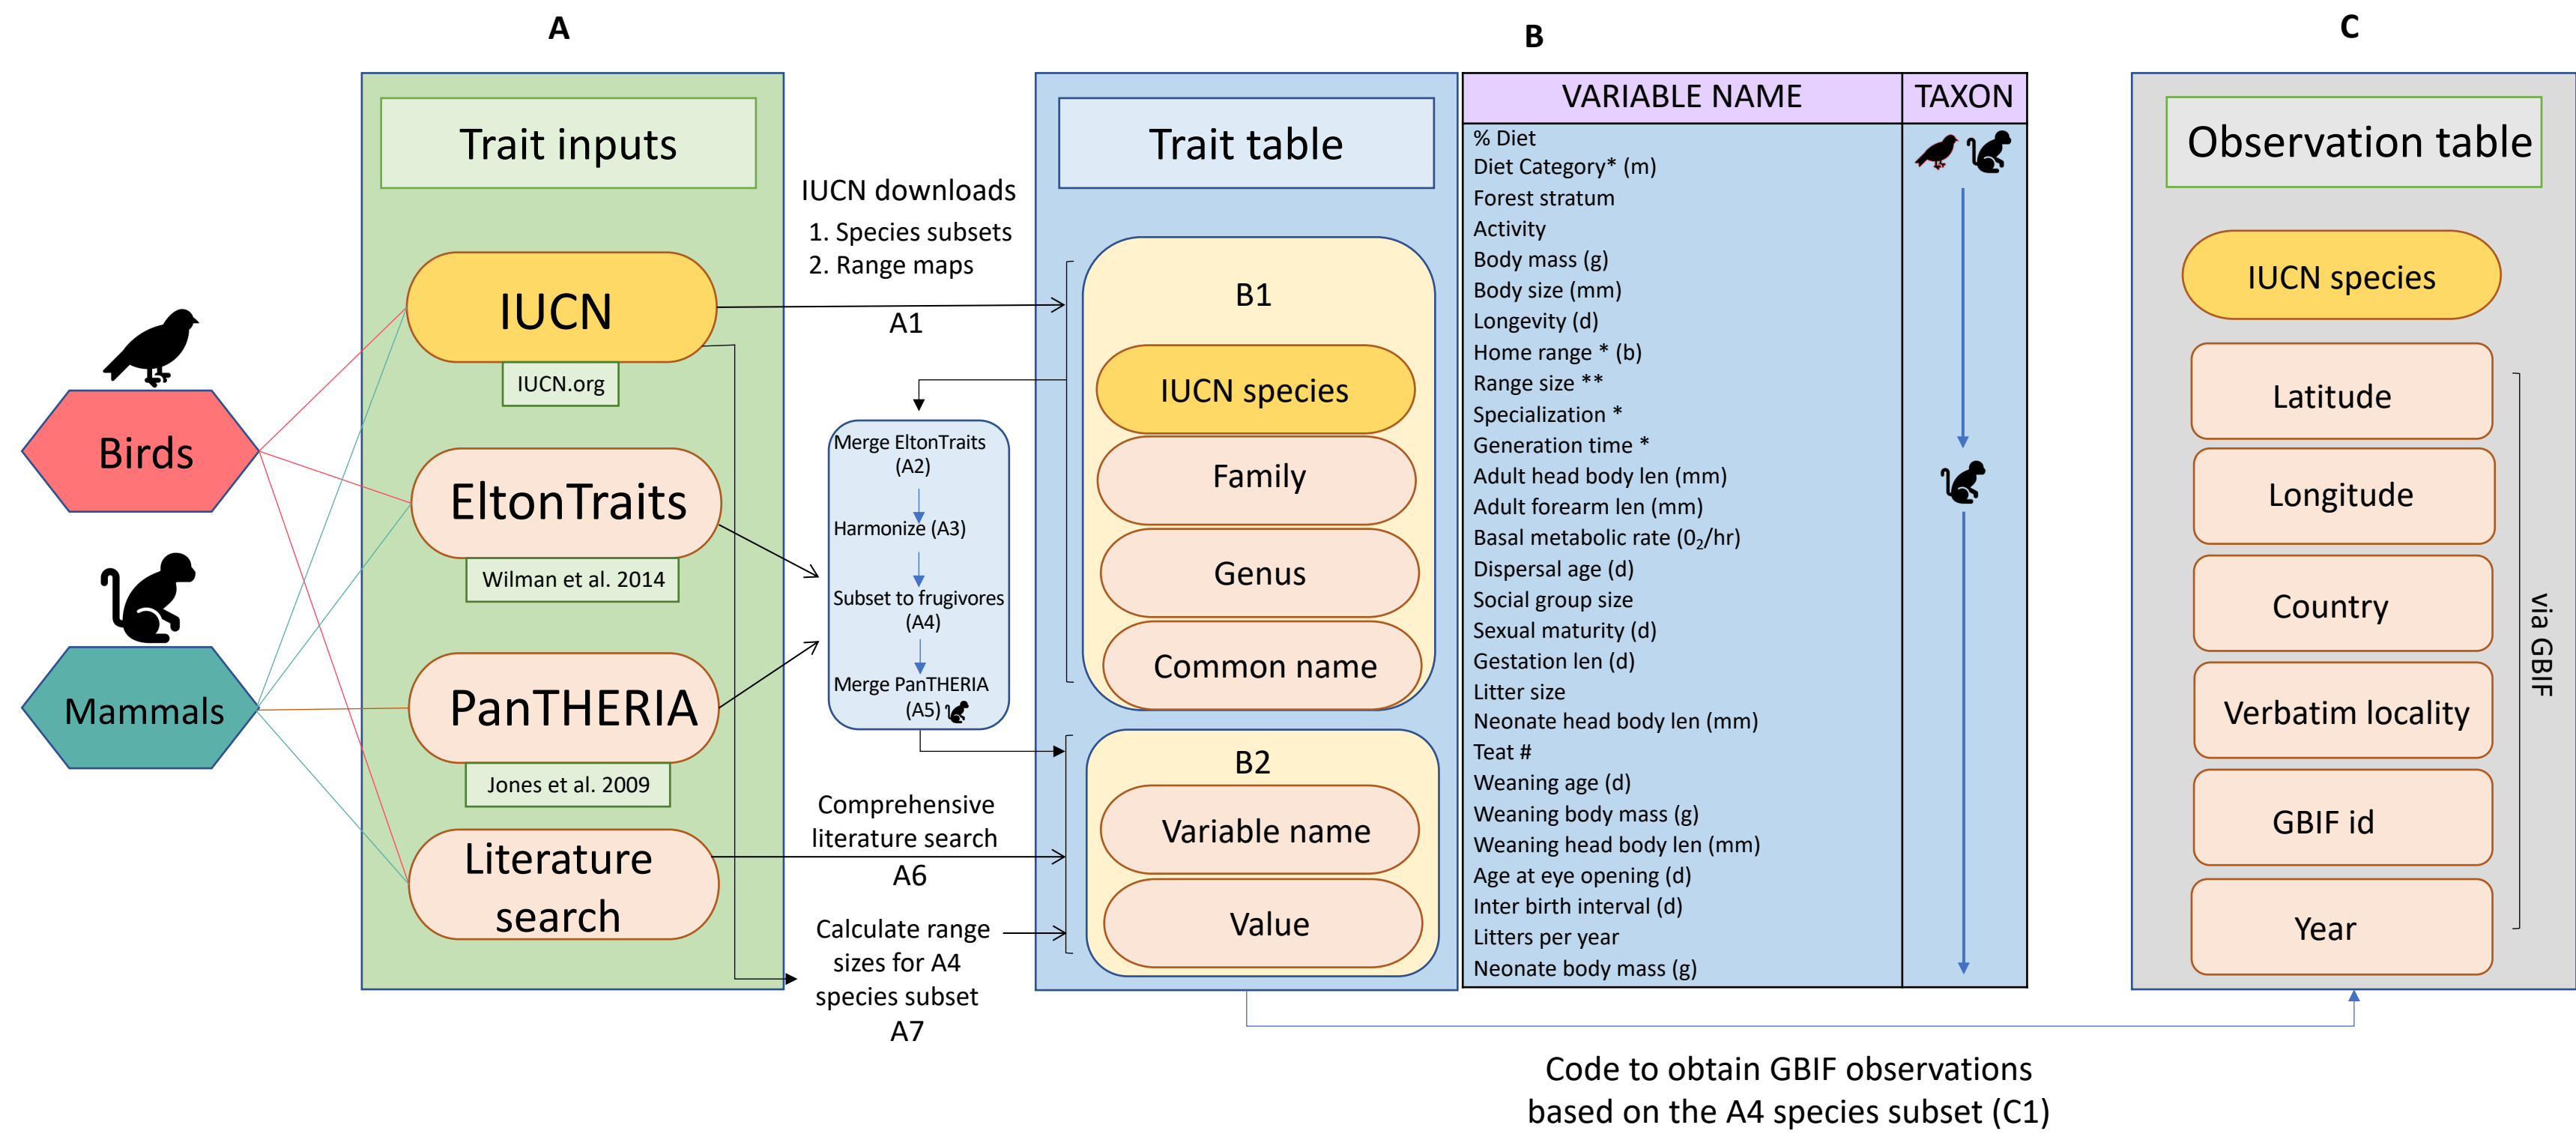 A
B
C
Trait inputs
IUCN
IUCN.org
EltonTraits
Wilman et al. 2014
PanTHERIA
Jones et al. 2009
Literature
search
Birds
Mammals
IUCN downloads
1. Species subsets
2. Range maps
A1
Merge EltonTraits
(A2)
Harmonize (A3)
Subset to frugivores
(A4)
Merge PanTHERIA
(A5)
Comprehensive
literature search
A6
Calculate range
sizes for A4
species subset
A7
Trait table
B1
IUCN species
Family
Genus
Common name
B2
Variable name
Value
VARIABLE NAME
TAXON
% Diet
Diet Category* (m)
Forest stratum
Activity
Body mass (g)
Body size (mm)
Longevity (d)
Home range * (b)
Range size **
Specialization *
Generation time *
Adult head body len (mm)
Adult forearm len (mm)
Basal metabolic rate (0₂/hr)
Dispersal age (d)
Social group size
Sexual maturity (d)
Gestation len (d)
Litter size
Neonate head body len (mm)
Teat #
Weaning age (d)
Weaning body mass (g)
Weaning head body len (mm)
Age at eye opening (d)
Inter birth interval (d)
Litters per year
Neonate body mass (g)
Observation table
IUCN species
Latitude
Longitude
Country
Verbatim locality
GBIF id
Year
via GBIF
Code to obtain GBIF observations
based on the A4 species subset (C1)